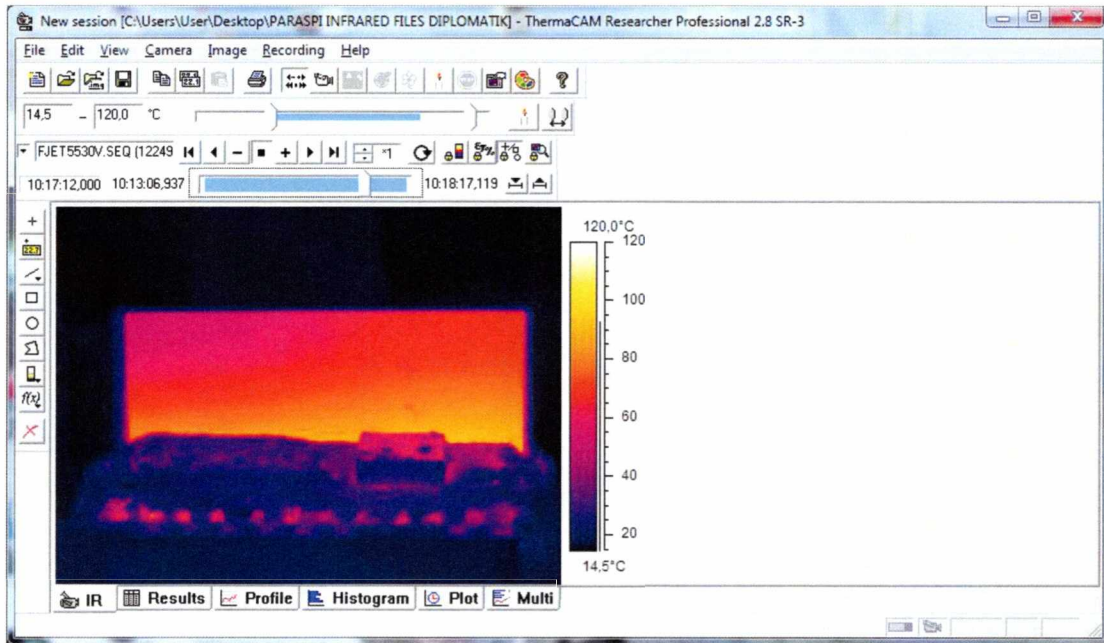 New session [C:\Users\User\Desktop\PARASPI INFRARED FILES DIPLOMATIK] - ThermaCAM Researcher Professional 2.8 SR-3
File Edit View Camera Image Recording Help
14,5 - 120,0 °C
FJET5530V.SEQ (12249 ×1
10:17:12,000 10:13:06,937 10:18:17,119
22.7
f(x)
120,0°C
120
100
80
60
40
20
14,5°C
IR Results Profile Histogram Plot Multi